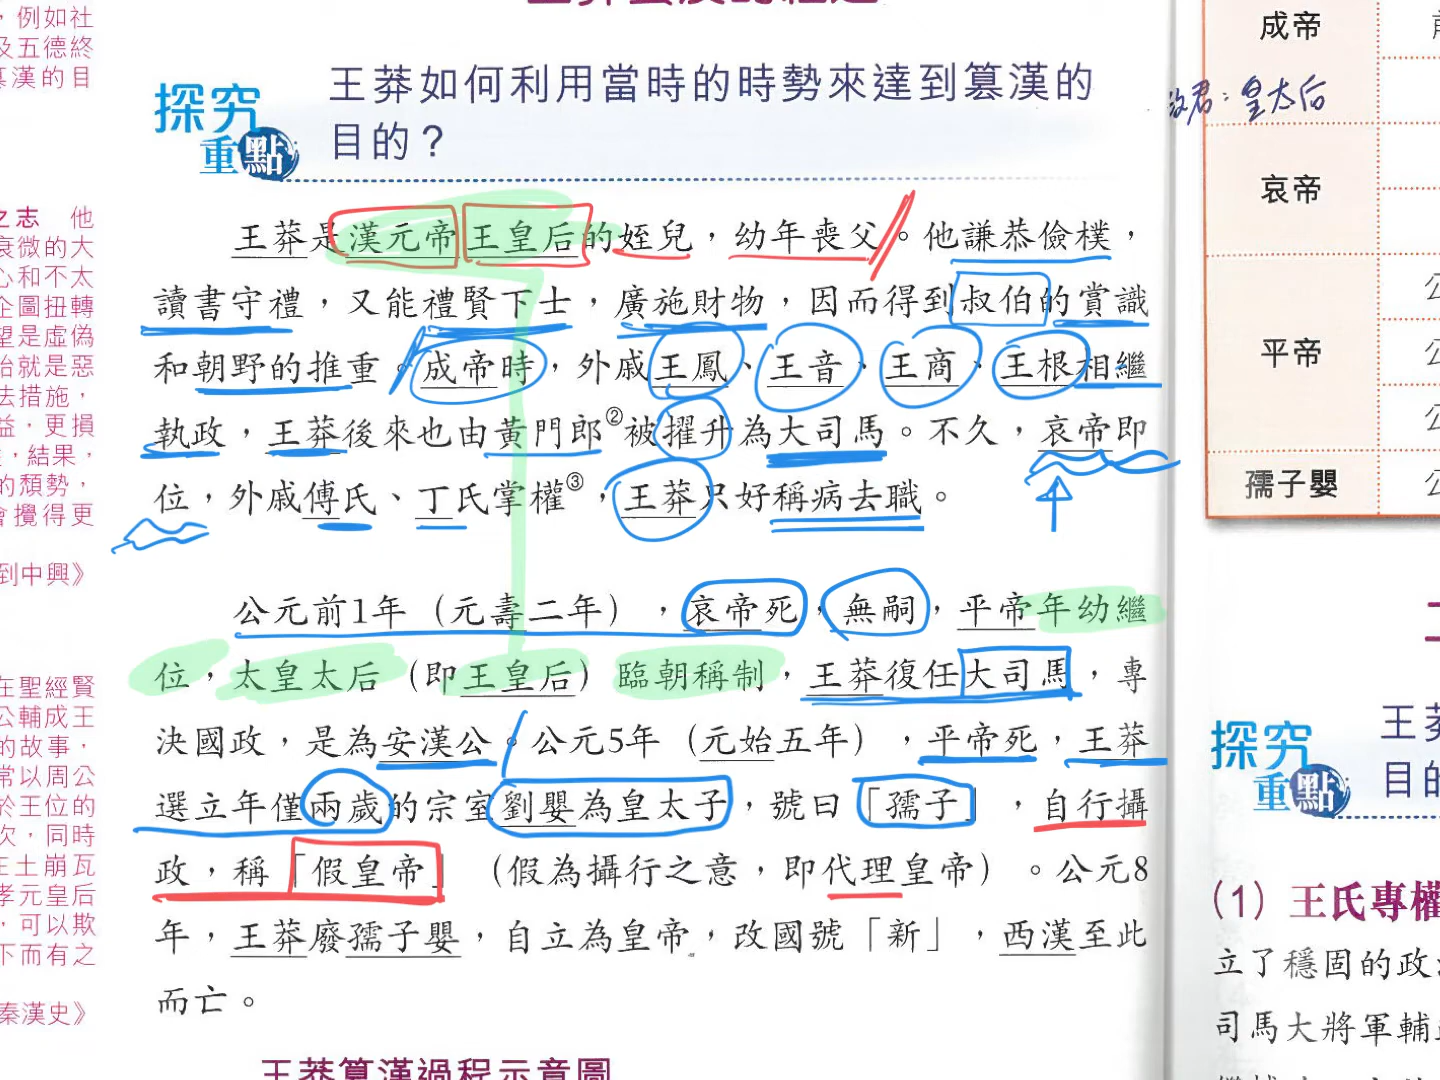 ，例如社
及五德終
篡漢的目
之志 他
衰微的大
心和不太
企圖扭轉
望是虛偽
始就是惡
去措施，
益，更損
，結果，
的頹勢，
會攪得更
到中興》
在聖經賢
公輔成王
的故事，
常以周公
於王位的
次，同時
在土崩瓦
孝元皇后
，可以欺
下而有之
秦漢史》
探究重點
王莽如何利用當時的時勢來達到篡漢的
目的？
王莽是漢元帝王皇后的姪兒，幼年喪父。他謙恭儉樸，
讀書守禮，又能禮賢下士，廣施財物，因而得到叔伯的賞識
和朝野的推重。成帝時，外戚王鳳、王音、王商、王根相繼
執政，王莽後來也由黃門郎②被擢升為大司馬。不久，哀帝即
位，外戚傅氏、丁氏掌權③，王莽只好稱病去職。
公元前1年（元壽二年），哀帝死，無嗣，平帝年幼繼
位，太皇太后（即王皇后）臨朝稱制，王莽復任大司馬，專
決國政，是為安漢公。公元5年（元始五年），平帝死，王莽
選立年僅兩歲的宗室劉嬰為皇太子，號曰「孺子」，自行攝
政，稱「假皇帝」（假為攝行之意，即代理皇帝）。公元8
年，王莽廢孺子嬰，自立為皇帝，改國號「新」，西漢至此
而亡。
王莽篡漢過程示意圖
成帝
君：皇太后
哀帝
平帝
公
公
公
孺子嬰
公
探究重點
王莽
目的
(1) 王氏專權
立了穩固的政
司馬大將軍輔